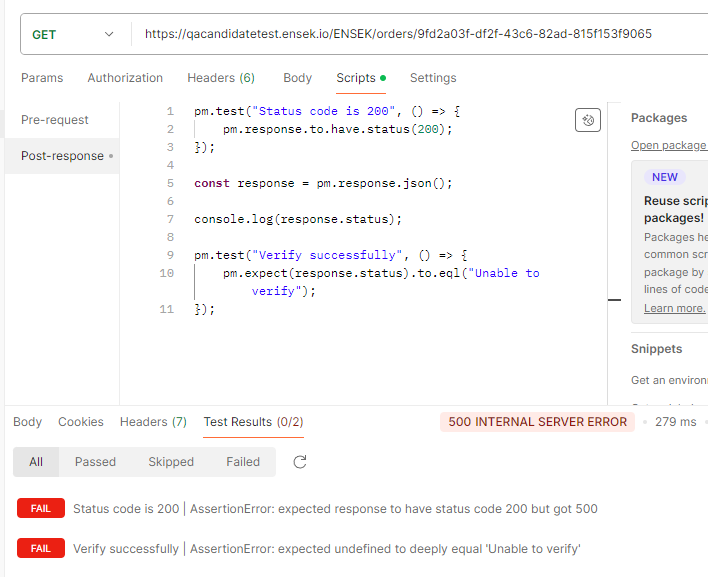 GET
https://qacandidatetest.ensek.io/ENSEK/orders/9fd2a03f-df2f-43c6-82ad-815f153f9065
Params
Authorization
Headers (6)
Body
Scripts
Settings
Pre-request
Post-response
1 pm.test("Status code is 200", () => {
2 pm.response.to.have.status(200);
3 });
4
5 const response = pm.response.json();
6
7 console.log(response.status);
8
9 pm.test("Verify successfully", () => {
10 pm.expect(response.status).to.eql("Unable to
verify");
11 });
Packages
Open package
NEW
Reuse scrip
packages!
Packages he
common scr
package by
lines of code
Learn more.
Snippets
Get an environ
Body
Cookies
Headers (7)
Test Results (0/2)
500 INTERNAL SERVER ERROR
279 ms
All
Passed
Skipped
Failed
FAIL Status code is 200 | AssertionError: expected response to have status code 200 but got 500
FAIL Verify successfully | AssertionError: expected undefined to deeply equal 'Unable to verify'